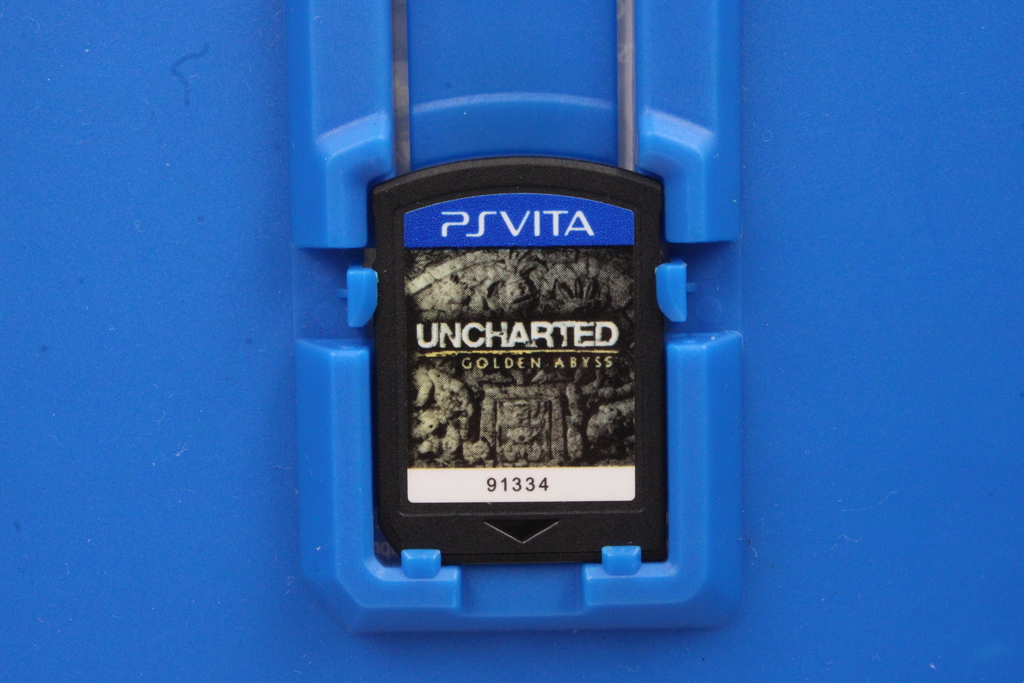 PSVITA
UNCHARTED
GOLDEN ABYSS
91334